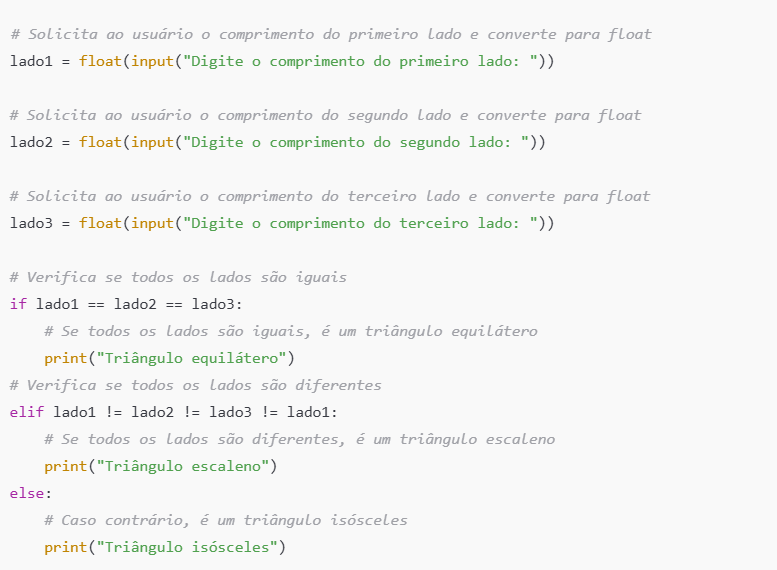 # Solicita ao usuário o comprimento do primeiro lado e converte para float
lado1 = float(input("Digite o comprimento do primeiro lado: "))
# Solicita ao usuário o comprimento do segundo lado e converte para float
lado2 = float(input("Digite o comprimento do segundo lado: "))
# Solicita ao usuário o comprimento do terceiro lado e converte para float
lado3 = float(input("Digite o comprimento do terceiro lado: "))
# Verifica se todos os lados são iguais
if lado1 == lado2 == lado3:
    # Se todos os lados são iguais, é um triângulo equilátero
    print("Triângulo equilátero")
# Verifica se todos os lados são diferentes
elif lado1 != lado2 != lado3 != lado1:
    # Se todos os lados são diferentes, é um triângulo escaleno
    print("Triângulo escaleno")
else:
    # Caso contrário, é um triângulo isósceles
    print("Triângulo isósceles")